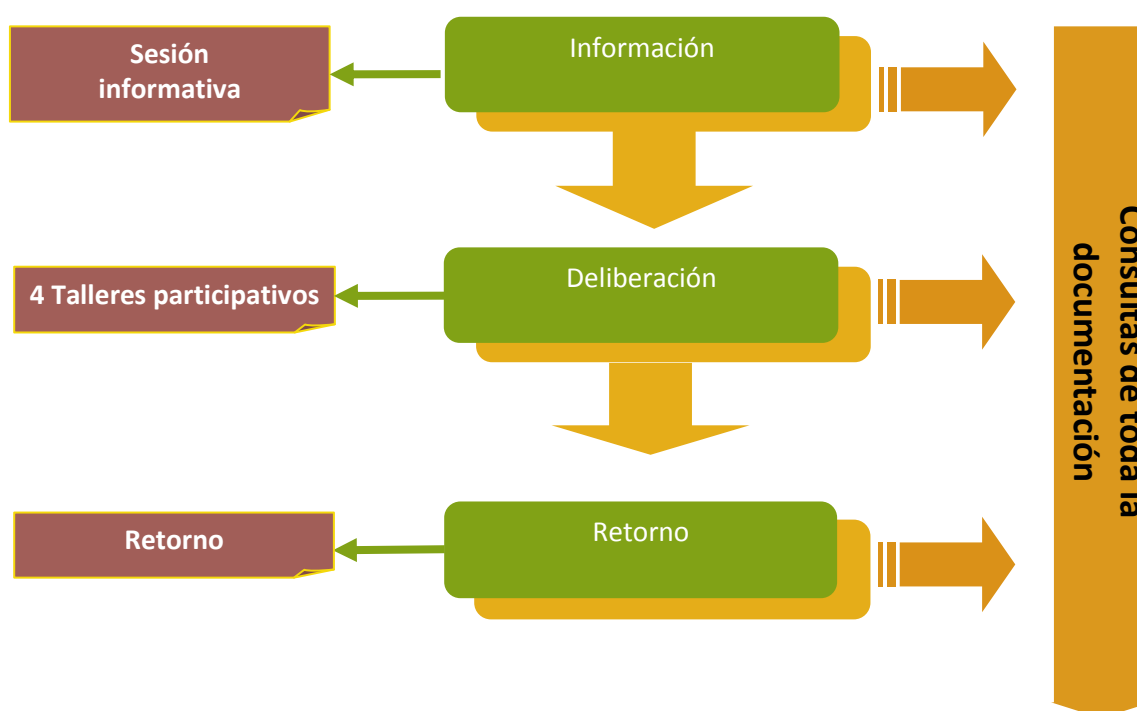 Sesión
informativa
Información
4 Talleres participativos
Deliberación
Retorno
Retorno
Consultas de toda la
documentación